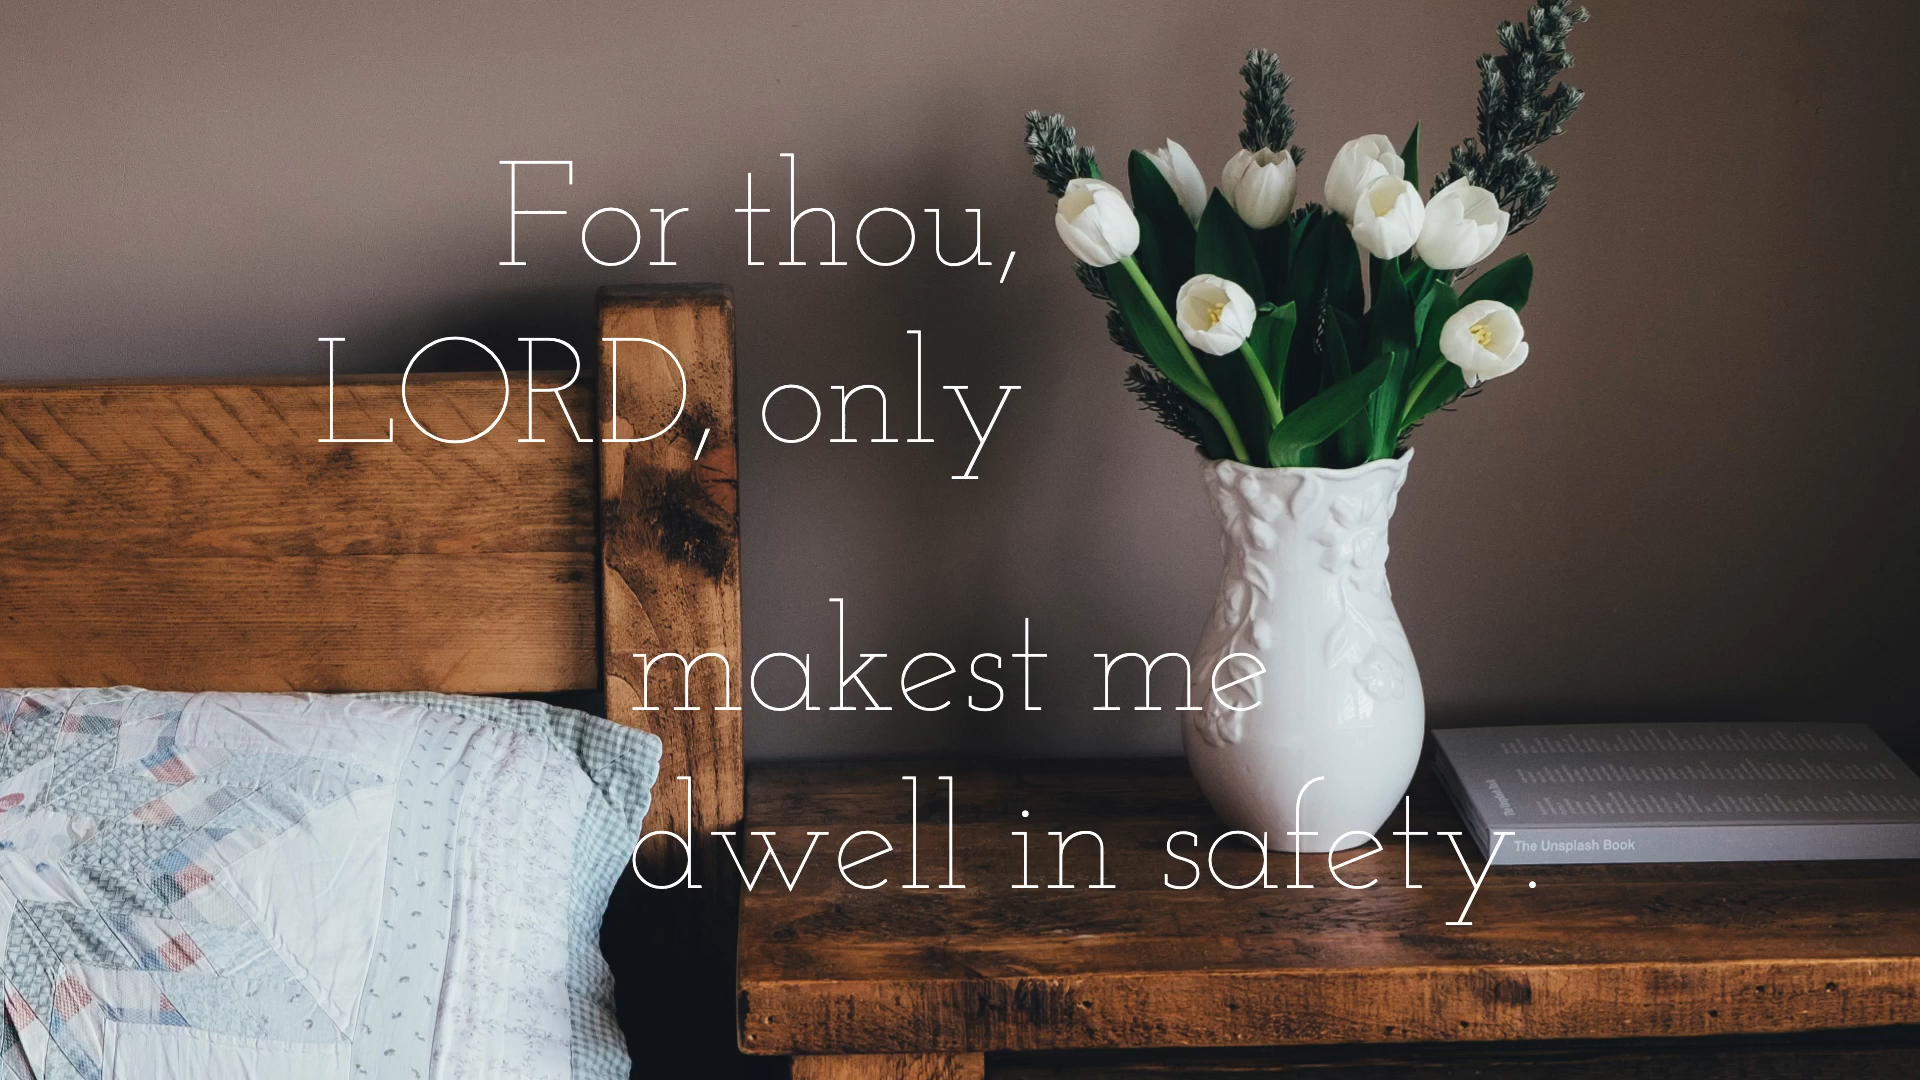 For thou,
LORD, only
makest me
dwell in safety.
The Unsplash Book